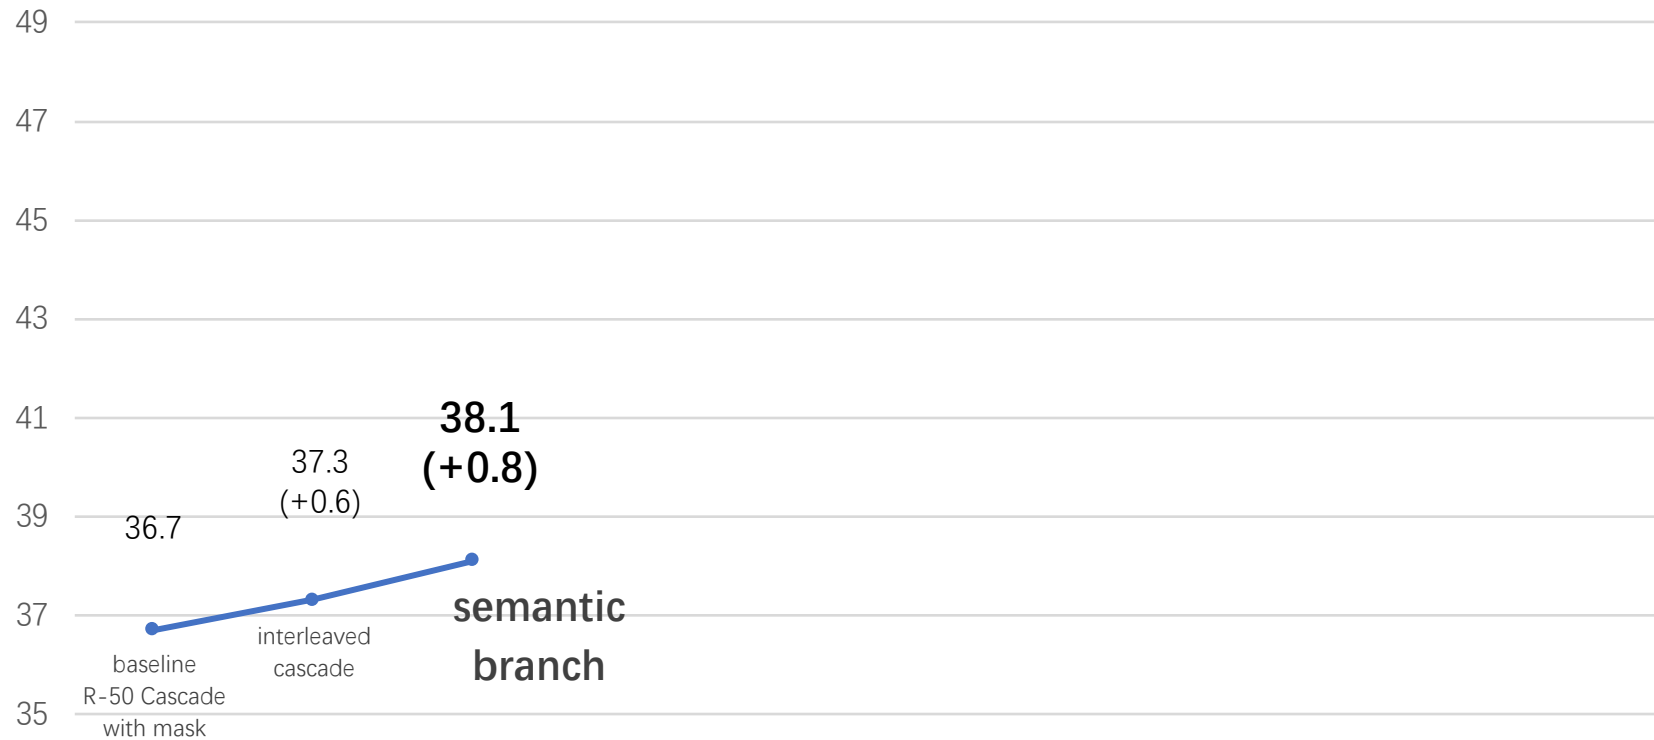 49
47
45
43
41
39
37
35
36.7
37.3
(+0.6)
38.1
(+0.8)
baseline
R-50 Cascade
with mask
interleaved
cascade
semantic
branch